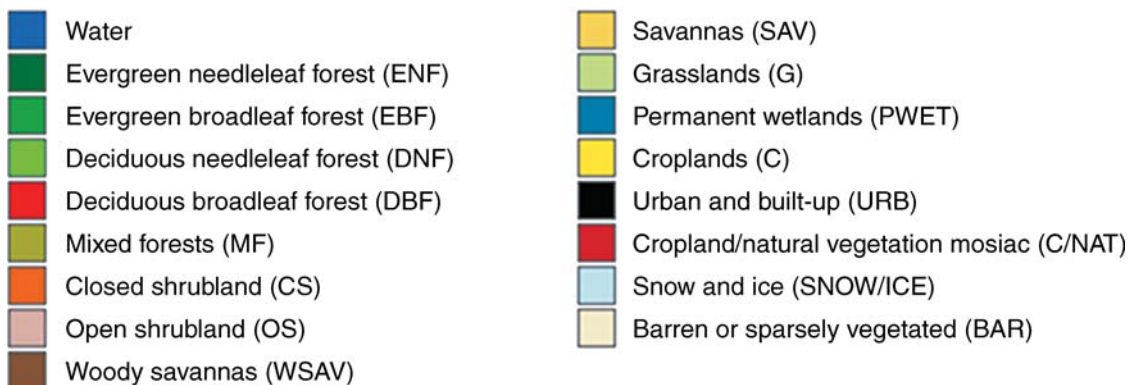 Water
Evergreen needleleaf forest (ENF)
Evergreen broadleaf forest (EBF)
Deciduous needleleaf forest (DNF)
Deciduous broadleaf forest (DBF)
Mixed forests (MF)
Closed shrubland (CS)
Open shrubland (OS)
Woody savannas (WSAV)
Savannas (SAV)
Grasslands (G)
Permanent wetlands (PWET)
Croplands (C)
Urban and built-up (URB)
Cropland/natural vegetation mosiac (C/NAT)
Snow and ice (SNOW/ICE)
Barren or sparsely vegetated (BAR)